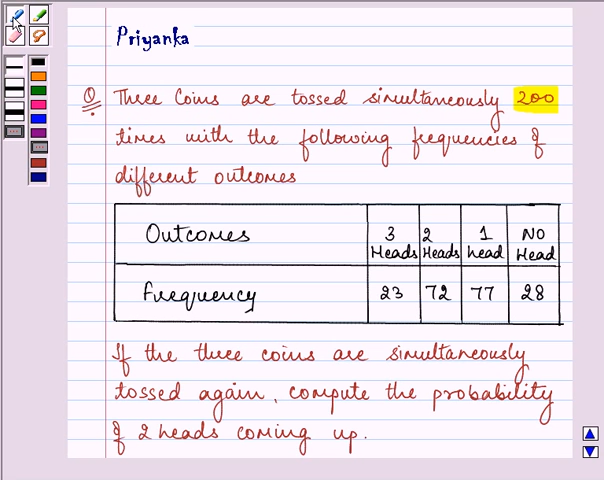 Priyanka
Q Three Coins are tossed simultaneously 200
times with the following frequencies of
different outcomes
Outcomes 3 Heads 2 Heads 1 head NO Head
Frequency 23 72 77 28
If the three coins are simultaneously
tossed again, compute the probability
of 2 heads coming up.